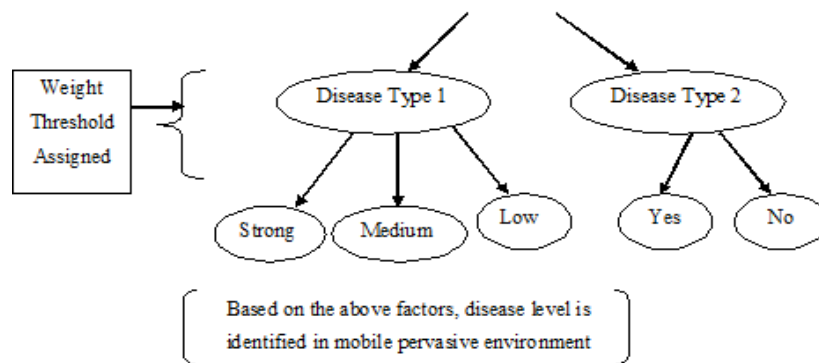 Weight
Threshold
Assigned
Disease Type 1
Disease Type 2
Strong
Medium
Low
Yes
No
Based on the above factors, disease level is
identified in mobile pervasive environment